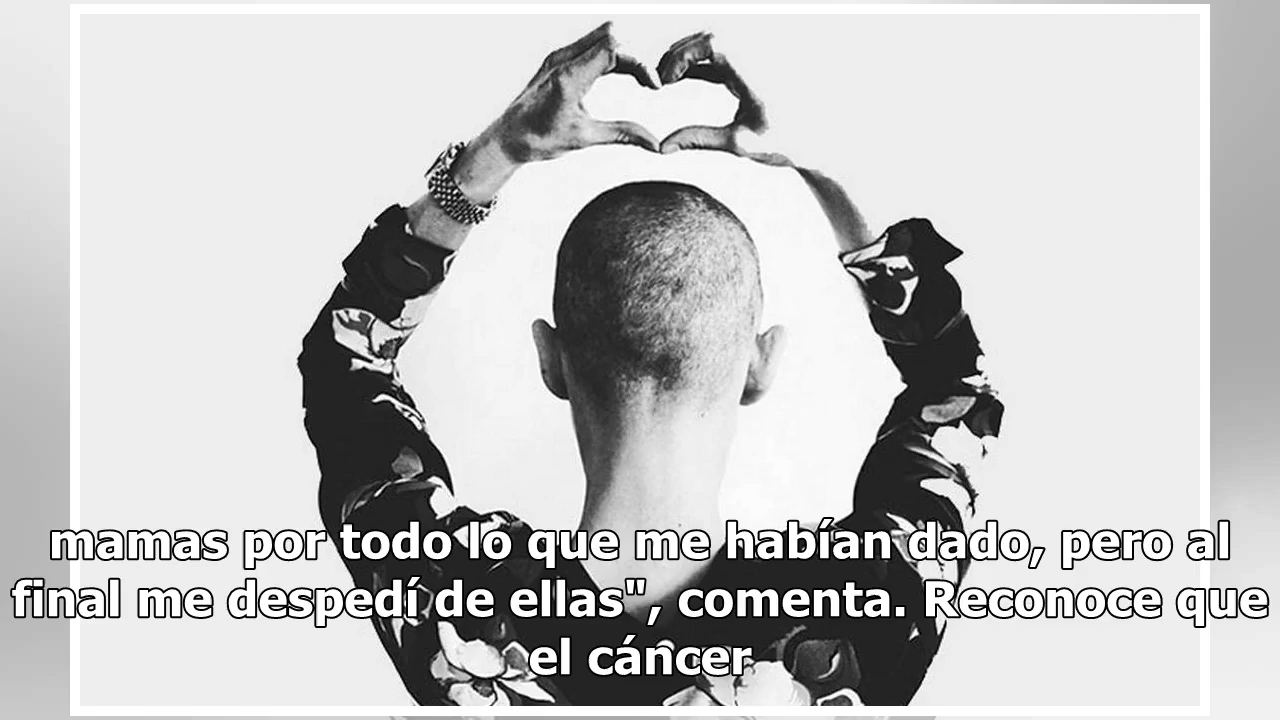 mamas por todo lo que me habían dado, pero al
final me despedí de ellas", comenta. Reconoce que
el cáncer